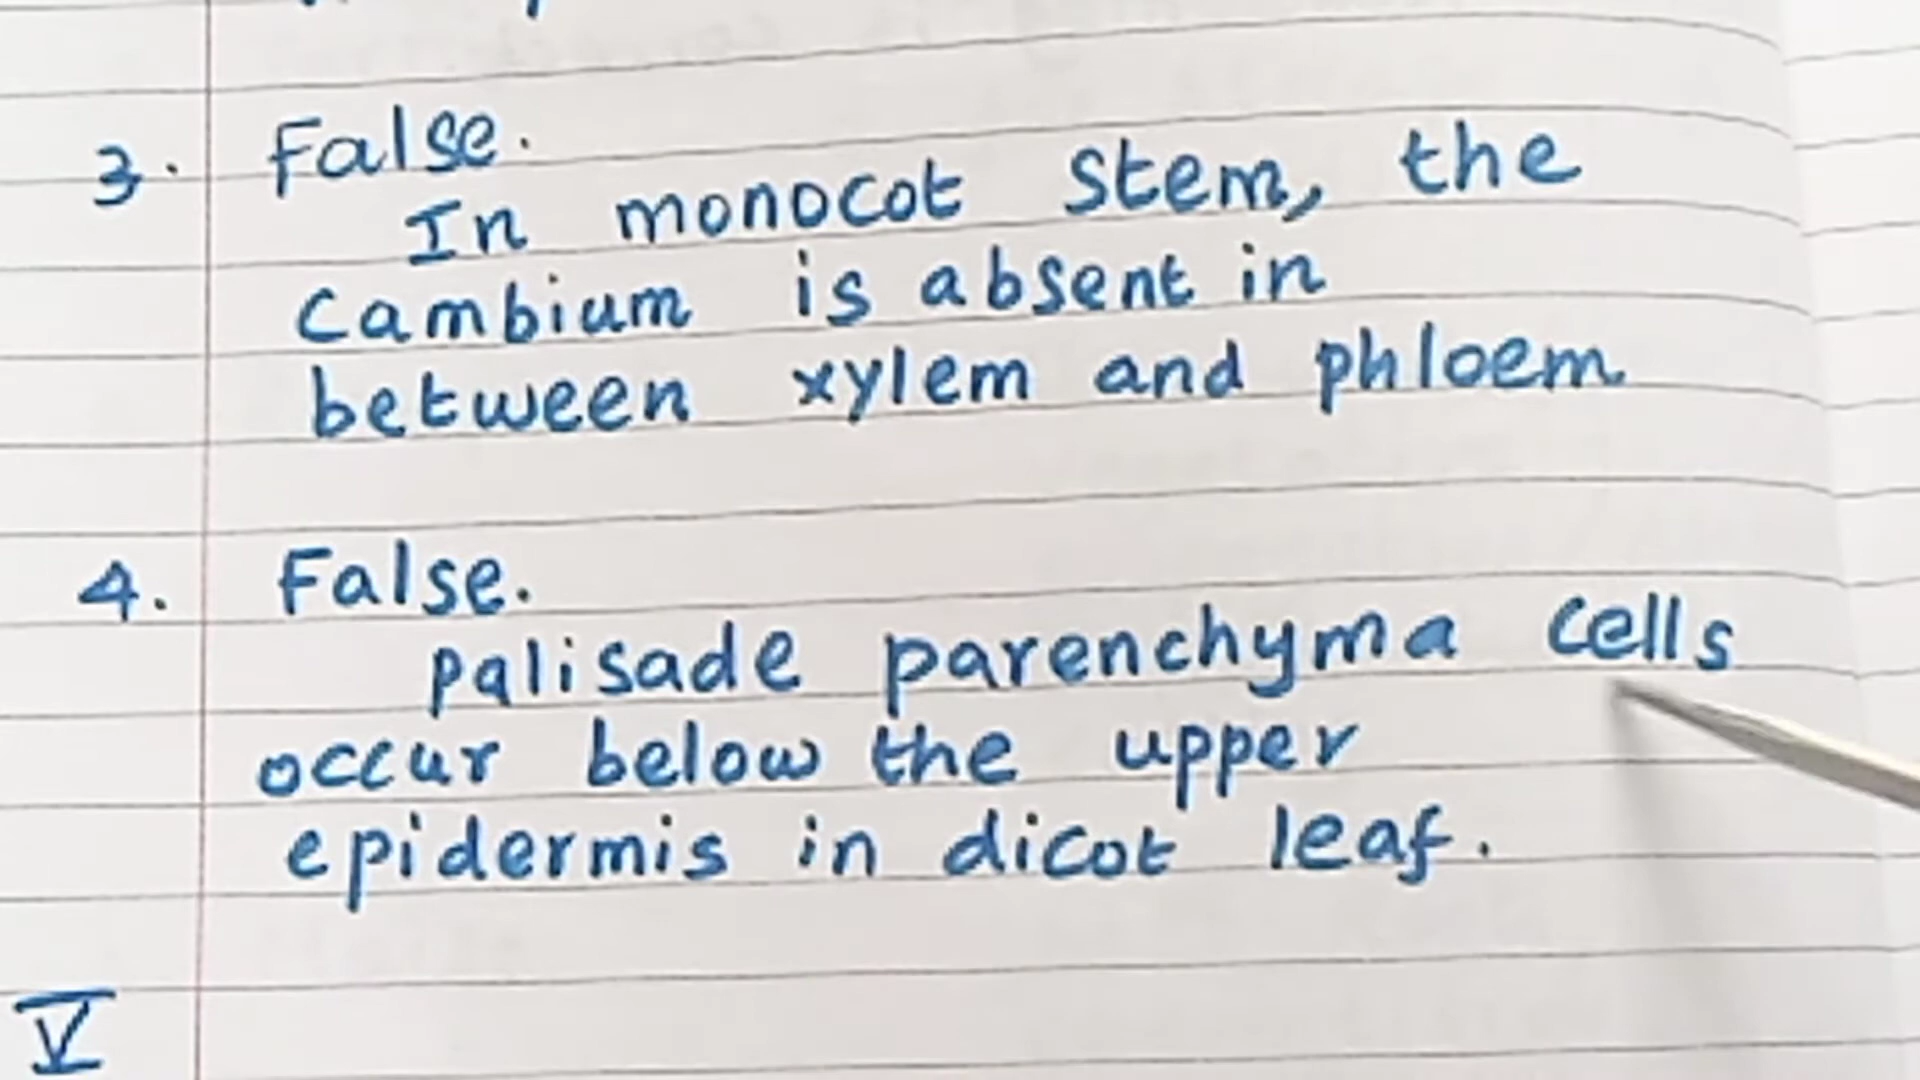 3. False.
In monocot stem, the
Cambium is absent in
between xylem and phloem.
4. False.
palisade parenchyma cells
occur below the upper
epidermis in dicot leaf.
V